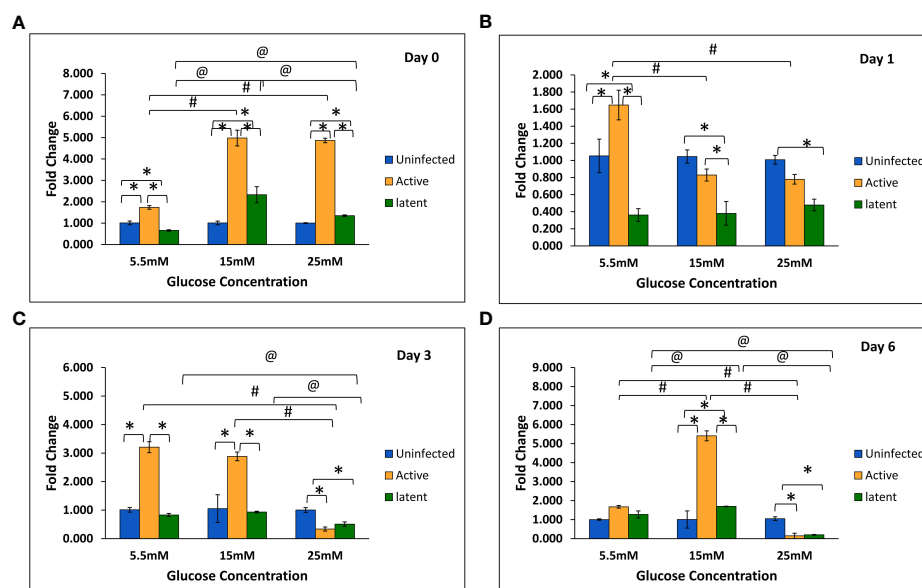 A
Day 0
@
@ @
#
#
* *
* * * *
*
* *
Fold Change
8.000
7.000
6.000
5.000
4.000
3.000
2.000
1.000
0.000
5.5mM 15mM 25mM
Glucose Concentration
Uninfected
Active
latent
B
Day 1
#
#
*
* *
*
*
*
Fold Change
2.000
1.800
1.600
1.400
1.200
1.000
0.800
0.600
0.400
0.200
0.000
5.5mM 15mM 25mM
Glucose Concentration
Uninfected
Active
latent
C
Day 3
@
@
#
#
* *
* *
*
*
Fold Change
6.000
5.000
4.000
3.000
2.000
1.000
0.000
5.5mM 15mM 25mM
Glucose Concentration
Uninfected
Active
latent
D
Day 6
@
@ @
#
# #
*
* *
*
*
Fold Change
9.000
8.000
7.000
6.000
5.000
4.000
3.000
2.000
1.000
0.000
5.5mM 15mM 25mM
Glucose Concentration
Uninfected
Active
latent